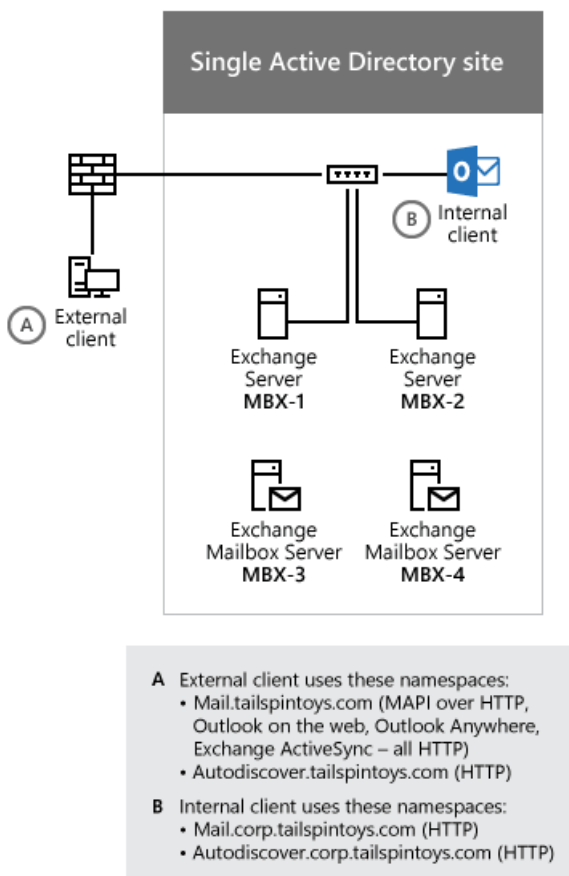 Single Active Directory site
B Internal
client
A External
client
Exchange
Server
MBX-1
Exchange
Server
MBX-2
Exchange
Mailbox Server
MBX-3
Exchange
Mailbox Server
MBX-4
A External client uses these namespaces:
• Mail.tailspintoys.com (MAPI over HTTP,
Outlook on the web, Outlook Anywhere,
Exchange ActiveSync – all HTTP)
• Autodiscover.tailspintoys.com (HTTP)
B Internal client uses these namespaces:
• Mail.corp.tailspintoys.com (HTTP)
• Autodiscover.corp.tailspintoys.com (HTTP)